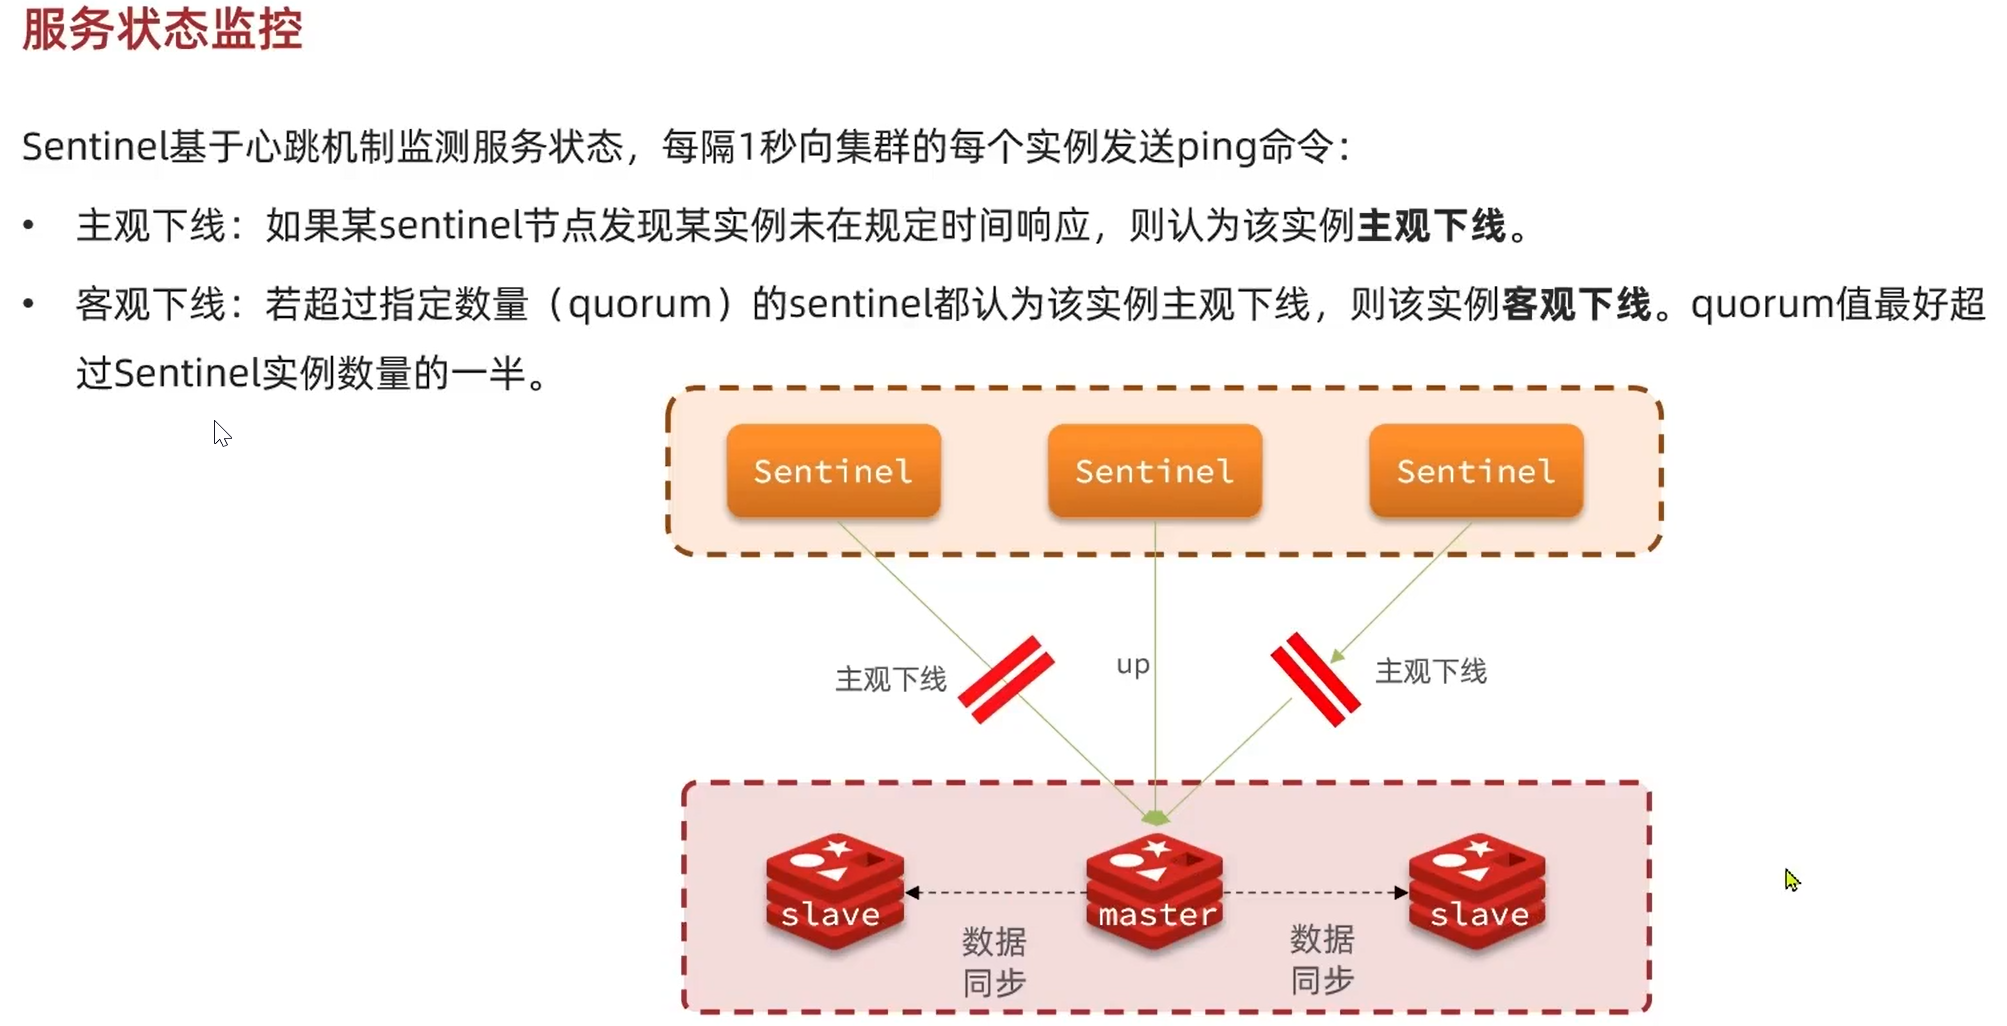 服务状态监控
Sentinel基于心跳机制监测服务状态，每隔1秒向集群的每个实例发送ping命令：
• 主观下线：如果某sentinel节点发现某实例未在规定时间响应，则认为该实例主观下线。
• 客观下线：若超过指定数量（quorum）的sentinel都认为该实例主观下线，则该实例客观下线。quorum值最好超
过Sentinel实例数量的一半。
Sentinel
Sentinel
Sentinel
主观下线
up
主观下线
slave
master
slave
数据
同步
数据
同步